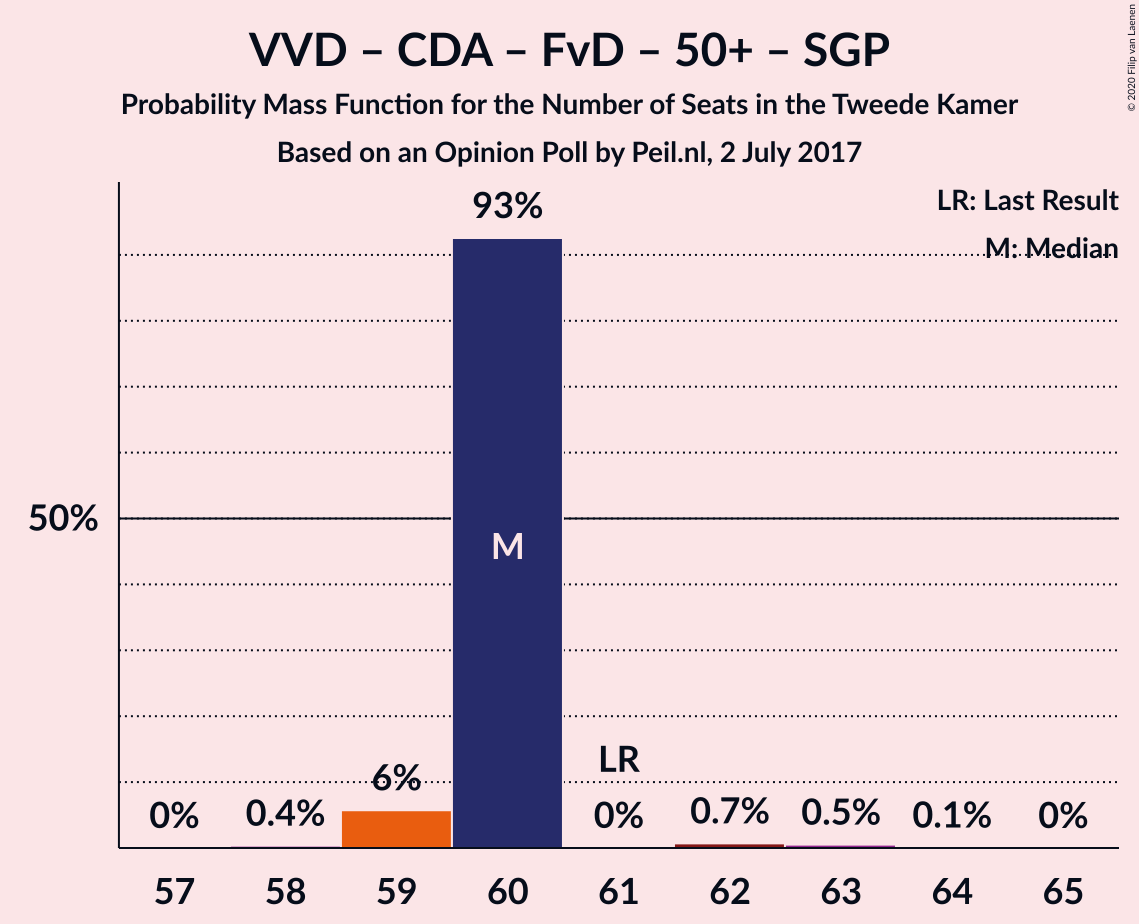 VVD – CDA – FvD – 50+ – SGP
Probability Mass Function for the Number of Seats in the Tweede Kamer
Based on an Opinion Poll by Peil.nl, 2 July 2017
© 2020 Filip van Laenen
LR: Last Result
M: Median
93%
50%
M
LR
0% 0.4% 6% 0% 0.7% 0.5% 0.1% 0%
57 58 59 60 61 62 63 64 65